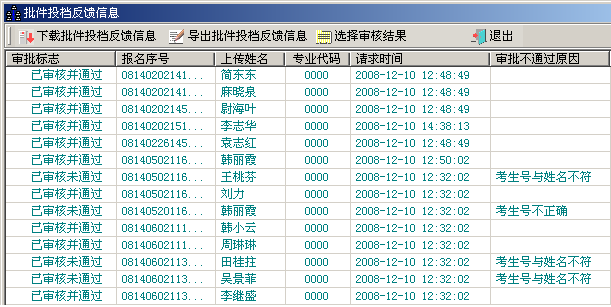 批件投档反馈信息
下载批件投档反馈信息 导出批件投档反馈信息 选择审核结果 退出
审批标志 报名序号 上传姓名 专业代码 请求时间 审批不通过原因
已审核并通过 08140202141... 简东东 0000 2008-12-10 12:48:49
已审核并通过 08140202141... 麻晓泉 0000 2008-12-10 12:48:49
已审核并通过 08140202145... 尉海叶 0000 2008-12-10 12:48:49
已审核并通过 08140202151... 李志华 0000 2008-12-10 14:38:13
已审核并通过 08140226145... 袁志红 0000 2008-12-10 12:48:49
已审核并通过 08140502116... 韩丽霞 0000 2008-12-10 12:50:02
已审核未通过 08140502116... 王桃芬 0000 2008-12-10 12:32:02 考生号与姓名不符
已审核并通过 08140502116... 刘力 0000 2008-12-10 12:32:02
已审核未通过 08140520116... 韩丽霞 0000 2008-12-10 12:32:02 考生号不正确
已审核并通过 08140602111... 韩小云 0000 2008-12-10 12:32:02
已审核并通过 08140602111... 周琳琳 0000 2008-12-10 12:32:02
已审核未通过 08140602113... 田桂拄 0000 2008-12-10 12:32:02 考生号与姓名不符
已审核未通过 08140602113... 吴景菲 0000 2008-12-10 12:32:02 考生号与姓名不符
已审核并通过 08140602113... 李继盛 0000 2008-12-10 12:32:02